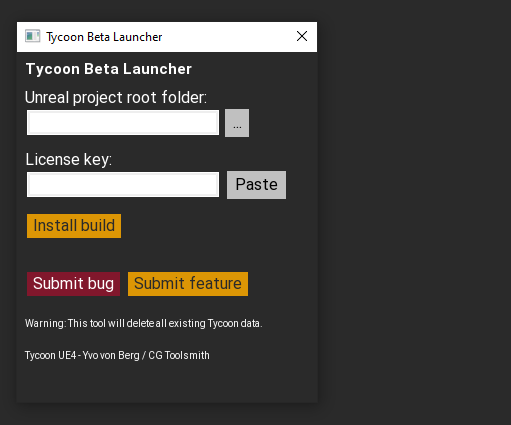 Tycoon Beta Launcher
Tycoon Beta Launcher
Unreal project root folder:
...
License key:
Paste
Install build
Submit bug Submit feature
Warning: This tool will delete all existing Tycoon data.
Tycoon UE4 - Yvo von Berg / CG Toolsmith